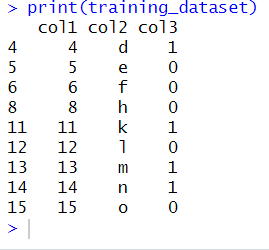 > print(training_dataset)
   col1 col2 col3
4     4    d    1
5     5    e    0
6     6    f    0
8     8    h    0
11   11    k    1
12   12    l    0
13   13    m    1
14   14    n    1
15   15    o    0
>